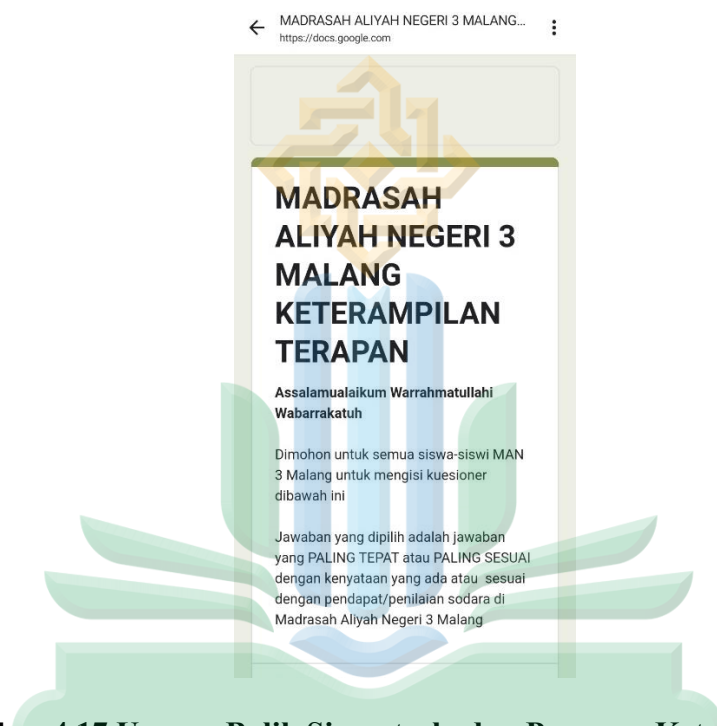 MADRASAH ALIYAH NEGERI 3 MALANG...
https://docs.google.com
MADRASAH
ALIYAH NEGERI 3
MALANG
KETERAMPILAN
TERAPAN
Assalamualaikum Warrahmatullahi
Wabarrakatuh
Dimohon untuk semua siswa-siswi MAN
3 Malang untuk mengisi kuesioner
dibawah ini
Jawaban yang dipilih adalah jawaban
yang PALING TEPAT atau PALING SESUAI
dengan kenyataan yang ada atau sesuai
dengan pendapat/penilaian sodara di
Madrasah Aliyah Negeri 3 Malang